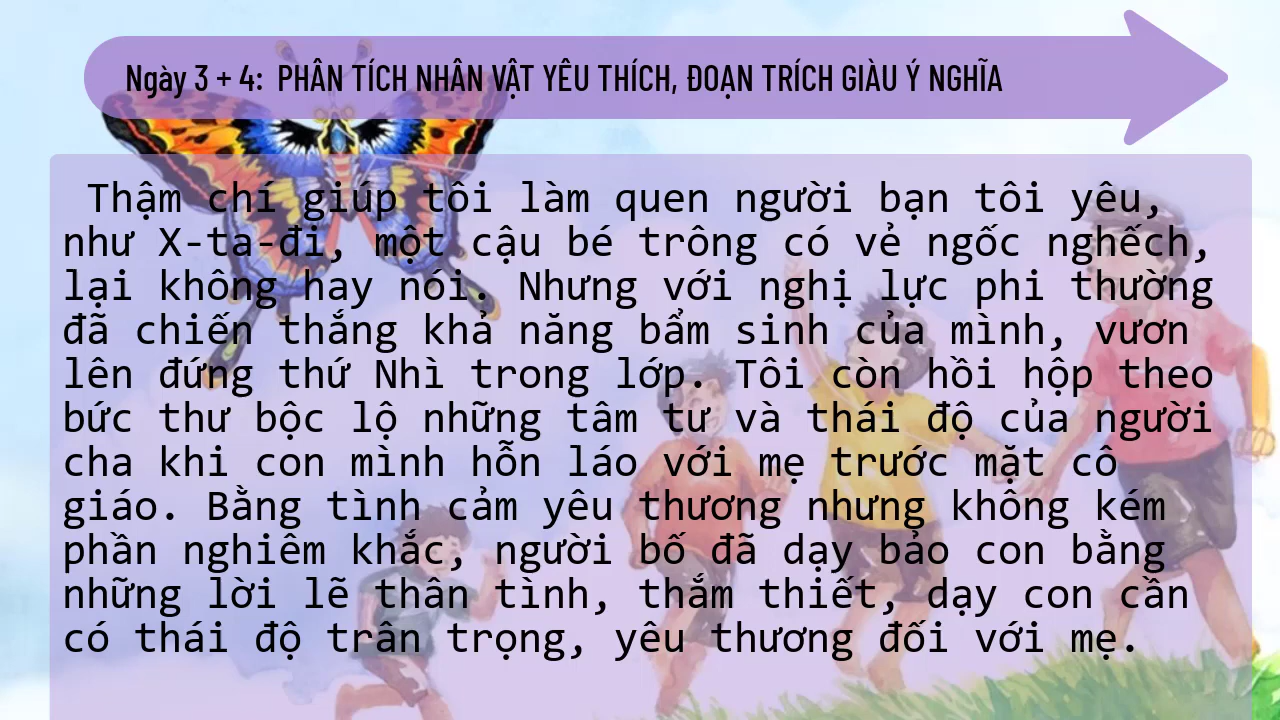 Ngày 3 + 4: PHÂN TÍCH NHÂN VẬT YÊU THÍCH, ĐOẠN TRÍCH GIÀU Ý NGHĨA
Thậm chí giúp tôi làm quen người bạn tôi yêu,
như X-ta-đi, một cậu bé trông có vẻ ngốc nghếch,
lại không hay nói. Nhưng với nghị lực phi thường
đã chiến thắng khả năng bẩm sinh của mình, vươn
lên đứng thứ Nhì trong lớp. Tôi còn hồi hộp theo
bức thư bộc lộ những tâm tư và thái độ của người
cha khi con mình hỗn láo với mẹ trước mặt cô
giáo. Bằng tình cảm yêu thương nhưng không kém
phần nghiêm khắc, người bố đã dạy bảo con bằng
những lời lẽ thân tình, thắm thiết, dạy con cần
có thái độ trân trọng, yêu thương đối với mẹ.